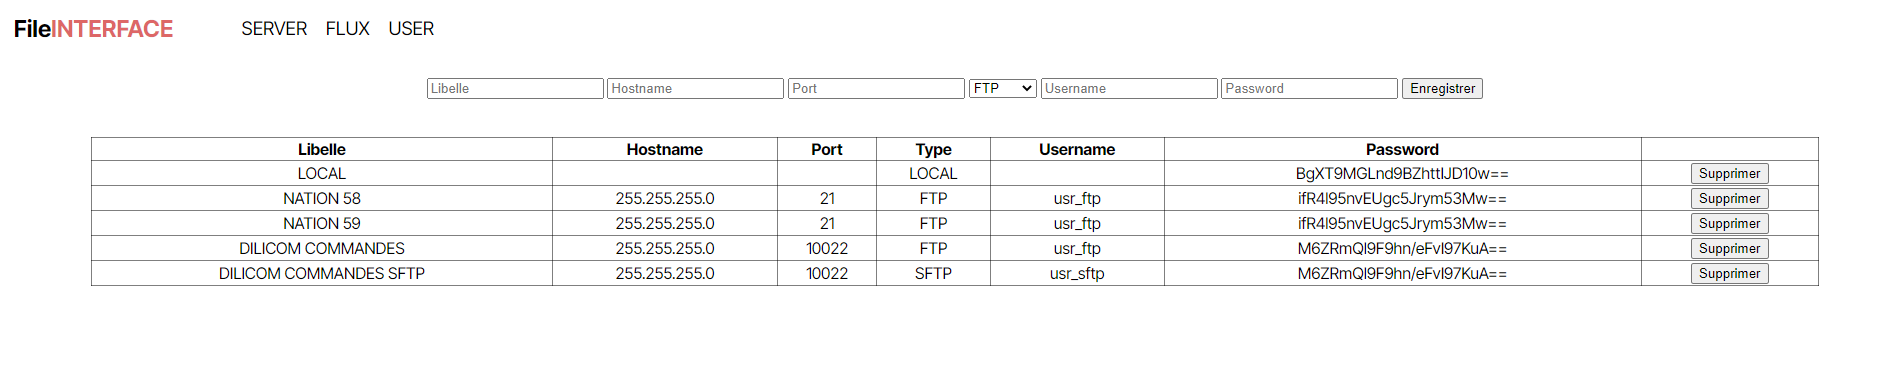 FileINTERFACE SERVER FLUX USER
Libelle Hostname Port FTP Username Password Enregistrer
Libelle Hostname Port Type Username Password
LOCAL LOCAL BgXT9MGLnd9BZhttIJD10w== Supprimer
NATION 58 255.255.255.0 21 FTP usr_ftp ifR4I95nvEUgc5Jrym53Mw== Supprimer
NATION 59 255.255.255.0 21 FTP usr_ftp ifR4I95nvEUgc5Jrym53Mw== Supprimer
DILICOM COMMANDES 255.255.255.0 10022 FTP usr_ftp M6ZRmQI9F9hn/eFvI97KuA== Supprimer
DILICOM COMMANDES SFTP 255.255.255.0 10022 SFTP usr_sftp M6ZRmQI9F9hn/eFvI97KuA== Supprimer